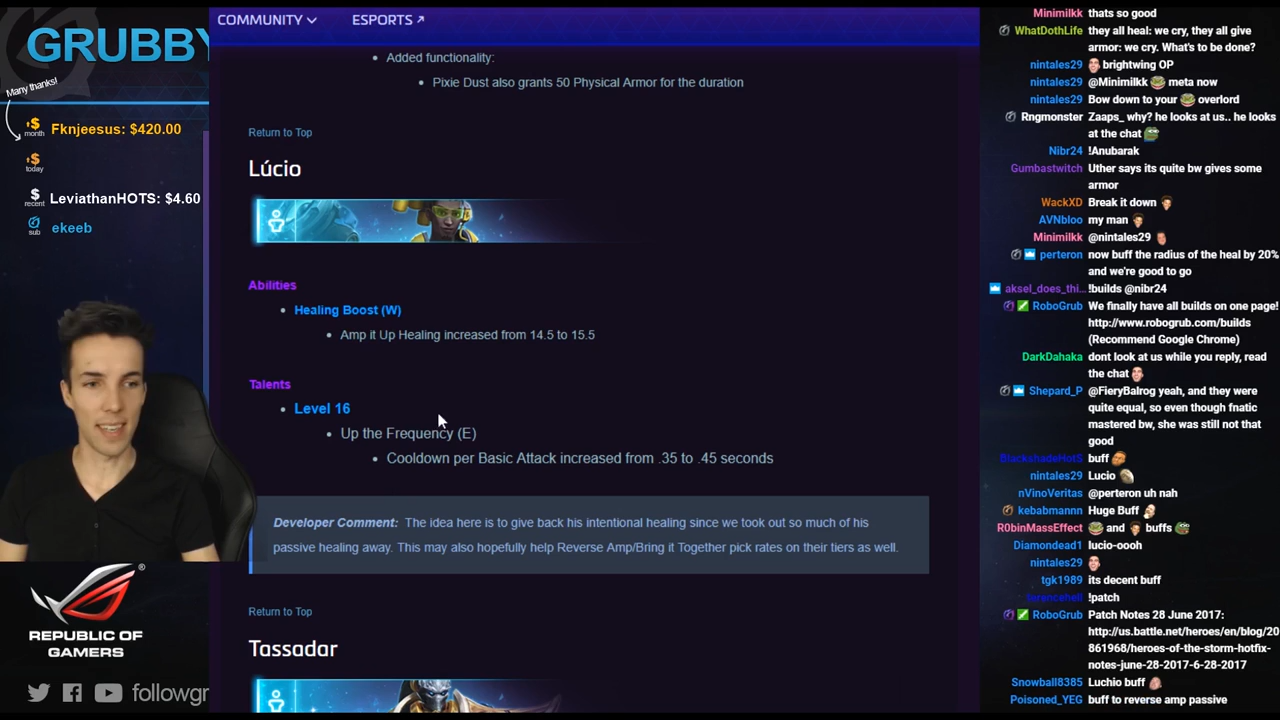 GRUBBY
Many thanks!
$ month Fknjeesus: $420.00
$ today
$ recent LeviathanHOTS: $4.60
sub ekeeb
REPUBLIC OF
GAMERS
®
followgr
COMMUNITY
ESPORTS
Added functionality:
Pixie Dust also grants 50 Physical Armor for the duration
Return to Top
Lúcio
Abilities
Healing Boost (W)
Amp it Up Healing increased from 14.5 to 15.5
Talents
Level 16
Up the Frequency (E)
Cooldown per Basic Attack increased from .35 to .45 seconds
Developer Comment: The idea here is to give back his intentional healing since we took out so much of his
passive healing away. This may also hopefully help Reverse Amp/Bring it Together pick rates on their tiers as well.
Return to Top
Tassadar
Minimilkk thats so good
WhatDothLife they all heal: we cry, they all give
armor: we cry. What's to be done?
nintales29 brightwing OP
nintales29 @Minimilkk meta now
nintales29 Bow down to your overlord
Rngmonster Zaaps_ why? he looks at us.. he looks
at the chat
Nibr24 !Anubarak
Gumbastwitch Uther says its quite bw gives some
armor
WackXD Break it down
AVNbloo my man
Minimilkk @nintales29
perteron now buff the radius of the heal by 20%
and we're good to go
aksel_does_thi... !builds @nibr24
RoboGrub We finally have all builds on one page!
http://www.robogrub.com/builds
(Recommend Google Chrome)
DarkDahaka dont look at us while you reply, read
the chat
Shepard_P @FieryBalrog yeah, and they were
quite equal, so even though fnatic
mastered bw, she was still not that
good
BlackshadeHotS buff
nintales29 Lucio
nVinoVeritas @perteron uh nah
kebabmannn Huge Buff
R0binMassEffect and buffs
Diamondead1 lucio-oooh
nintales29
tgk1989 its decent buff
!patch
RoboGrub Patch Notes 28 June 2017:
http://us.battle.net/heroes/en/blog/20
861968/heroes-of-the-storm-hotfix-
notes-june-28-2017-6-28-2017
Snowball8385 Luchio buff
Poisoned_YEG buff to reverse amp passive